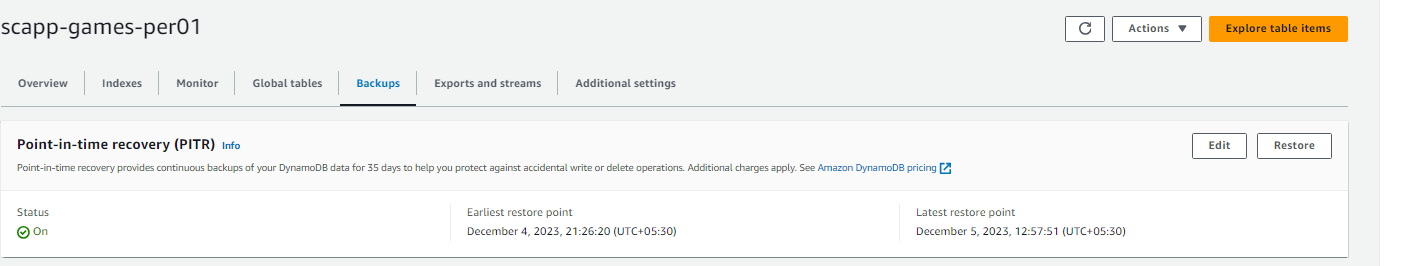 scapp-games-per01
Actions
Explore table items
Overview
Indexes
Monitor
Global tables
Backups
Exports and streams
Additional settings
Point-in-time recovery (PITR) Info
Edit
Restore
Point-in-time recovery provides continuous backups of your DynamoDB data for 35 days to help you protect against accidental write or delete operations. Additional charges apply. See Amazon DynamoDB pricing
Status
On
Earliest restore point
December 4, 2023, 21:26:20 (UTC+05:30)
Latest restore point
December 5, 2023, 12:57:51 (UTC+05:30)